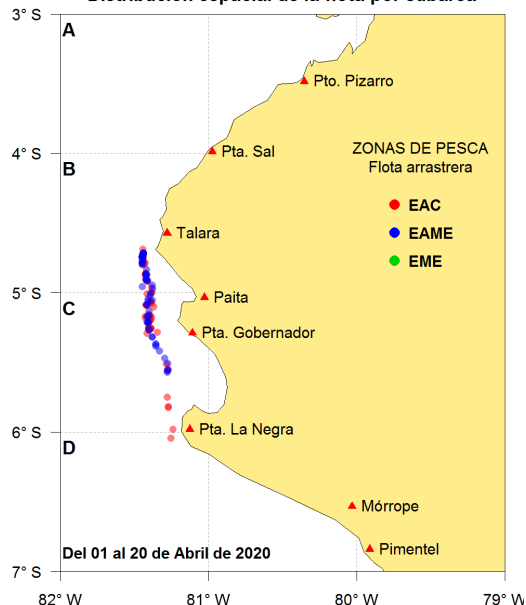 Distribución espacial de la flota por subárea
3° S
A
Pto. Pizarro
ZONAS DE PESCA
Flota arrastrera
4° S
Pta. Sal
B
EAC
Talara
EAME
EME
5° S
Paita
C
Pta. Gobernador
6° S
Pta. La Negra
D
Mórrope
Pimentel
Del 01 al 20 de Abril de 2020
7° S
82° W 81° W 80° W 79° W